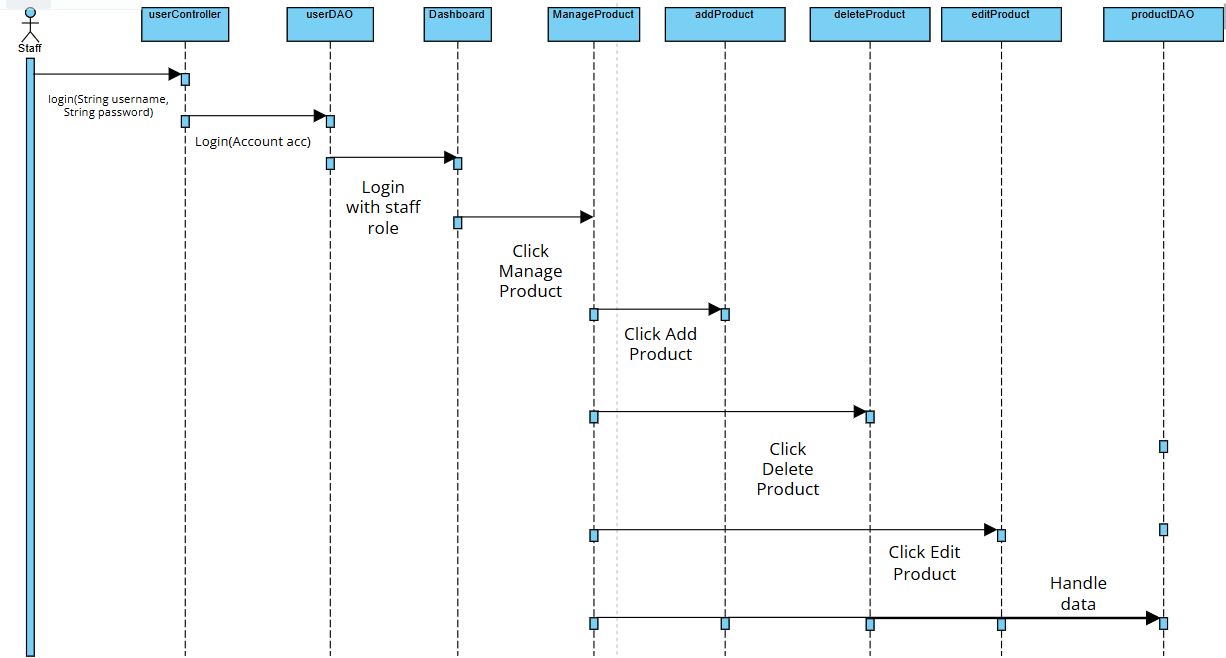 userController
userDAO
Dashboard
ManageProduct
addProduct
deleteProduct
editProduct
productDAO
Staff
login(String username,
String password)
Login(Account acc)
Login
with staff
role
Click
Manage
Product
Click Add
Product
Click
Delete
Product
Click Edit
Product
Handle
data